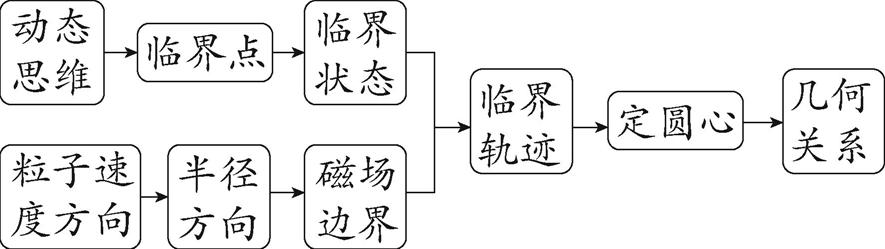 动态
思维
临界点
临界
状态
粒子速
度方向
半径
方向
磁场
边界
临界
轨迹
定圆心
几何
关系